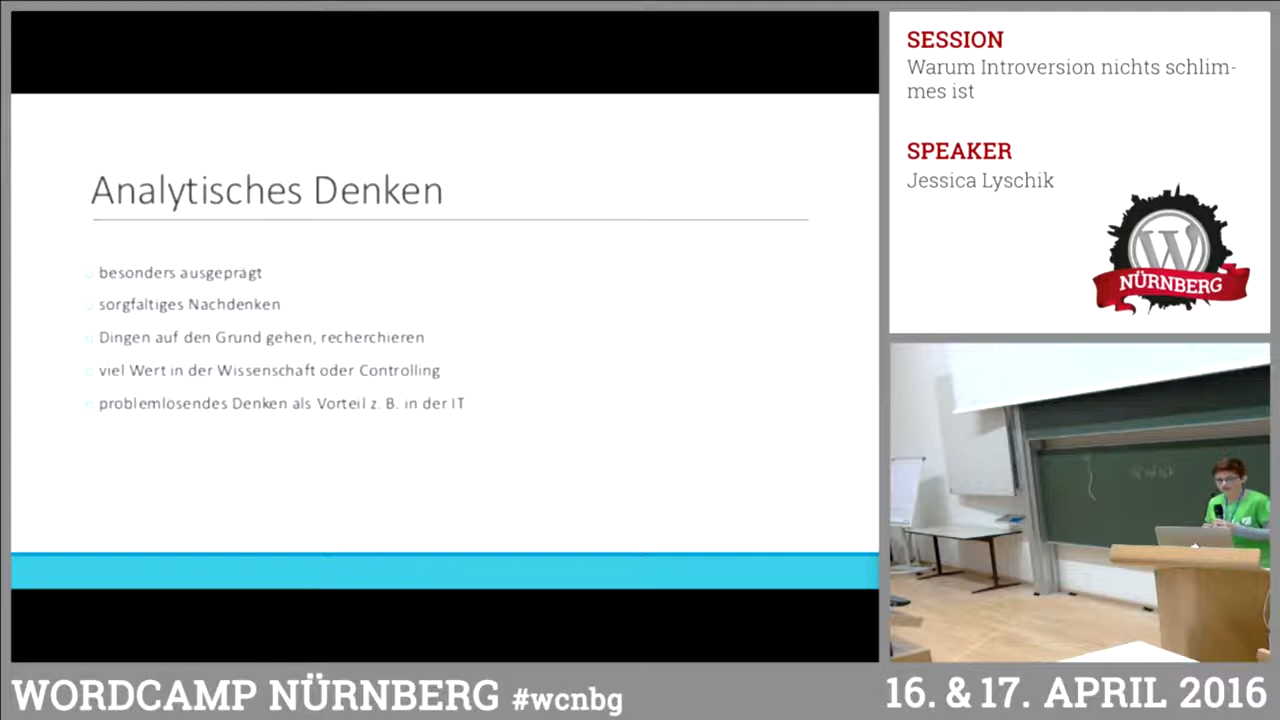 Analytisches Denken
besonders ausgeprägt
sorgfältiges Nachdenken
Dingen auf den Grund gehen, recherchieren
viel Wert in der Wissenschaft oder Controlling
problemlösendes Denken als Vorteil z. B. in der IT
SESSION
Warum Introversion nichts schlim-
mes ist
SPEAKER
Jessica Lyschik
W
NÜRNBERG
WORDCAMP NÜRNBERG #wcnbg
16. & 17. APRIL 2016